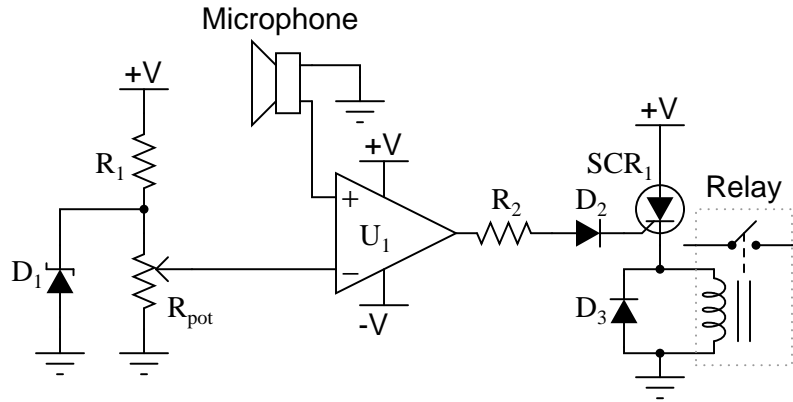 Microphone
+V
+V
+V
R1
SCR1
Relay
R2
D2
+
U1
−
D1
Rpot
D3
-V